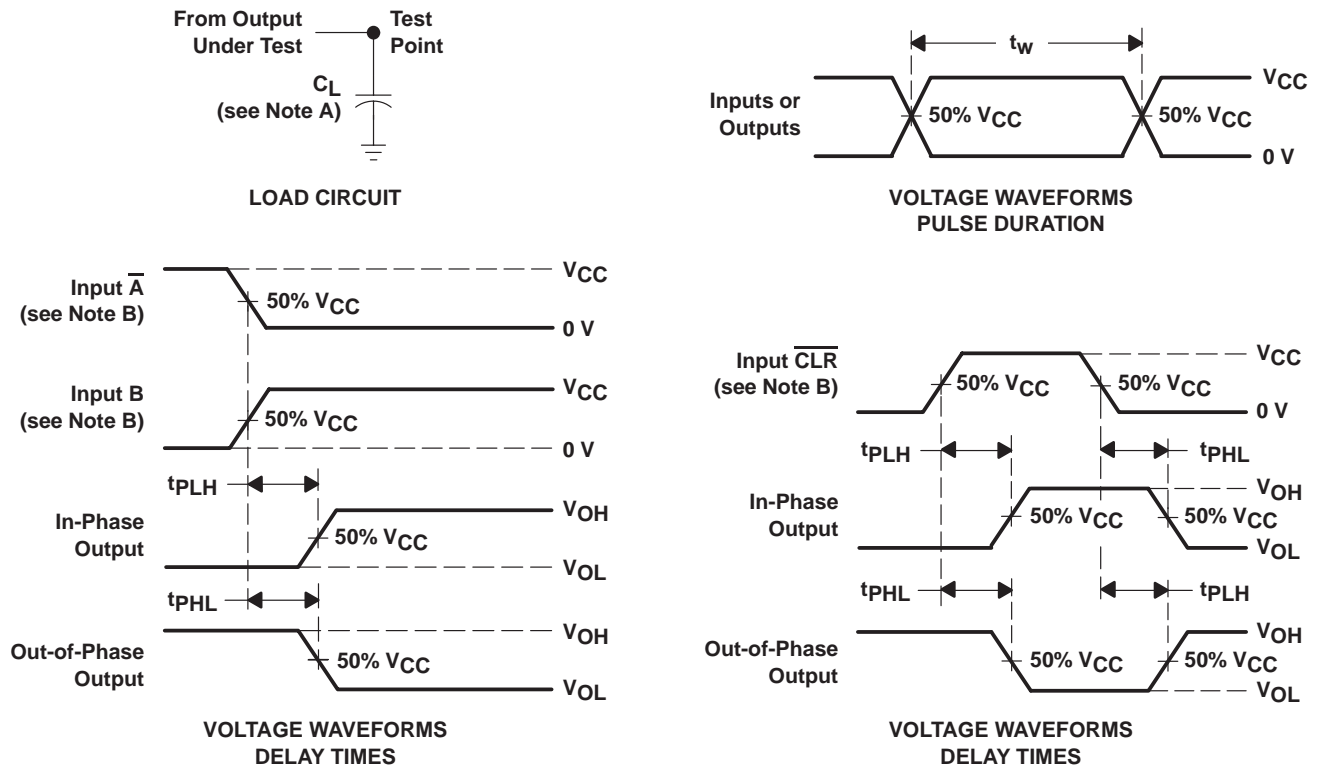 From Output
Under Test
Test
Point
CL
(see Note A)
LOAD CIRCUIT
tw
Inputs or
Outputs
50% VCC
50% VCC
VCC
0 V
VOLTAGE WAVEFORMS
PULSE DURATION
Input A̅
(see Note B)
50% VCC
VCC
0 V
Input B
(see Note B)
50% VCC
VCC
0 V
tPLH
In-Phase
Output
50% VCC
VOH
VOL
tPHL
Out-of-Phase
Output
50% VCC
VOH
VOL
VOLTAGE WAVEFORMS
DELAY TIMES
Input C̅L̅R̅
(see Note B)
50% VCC
50% VCC
VCC
0 V
tPLH
tPHL
In-Phase
Output
50% VCC
50% VCC
VOH
VOL
tPHL
tPLH
Out-of-Phase
Output
50% VCC
50% VCC
VOH
VOL
VOLTAGE WAVEFORMS
DELAY TIMES